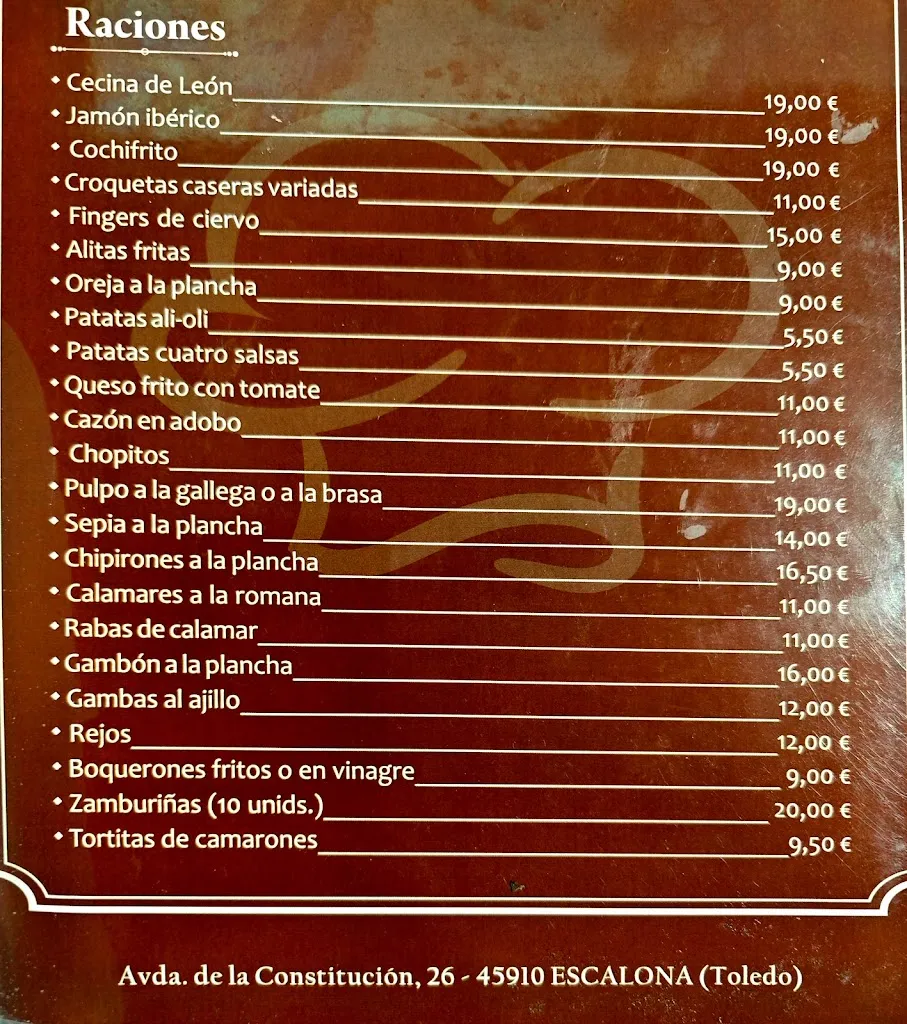 Raciones
• Cecina de León 19,00 €
• Jamón ibérico 19,00 €
• Cochifrito 19,00 €
• Croquetas caseras variadas 11,00 €
• Fingers de ciervo 15,00 €
• Alitas fritas 9,00 €
• Oreja a la plancha 9,00 €
• Patatas ali-oli 5,50 €
• Patatas cuatro salsas 5,50 €
• Queso frito con tomate 11,00 €
• Cazón en adobo 11,00 €
• Chopitos 11,00 €
• Pulpo a la gallega o a la brasa 19,00 €
• Sepia a la plancha 14,00 €
• Chipirones a la plancha 16,50 €
• Calamares a la romana 11,00 €
• Rabas de calamar 11,00 €
• Gambón a la plancha 16,00 €
• Gambas al ajillo 12,00 €
• Rejos 12,00 €
• Boquerones fritos o en vinagre 9,00 €
• Zamburiñas (10 unids.) 20,00 €
• Tortitas de camarones 9,50 €
Avda. de la Constitución, 26 - 45910 ESCALONA (Toledo)